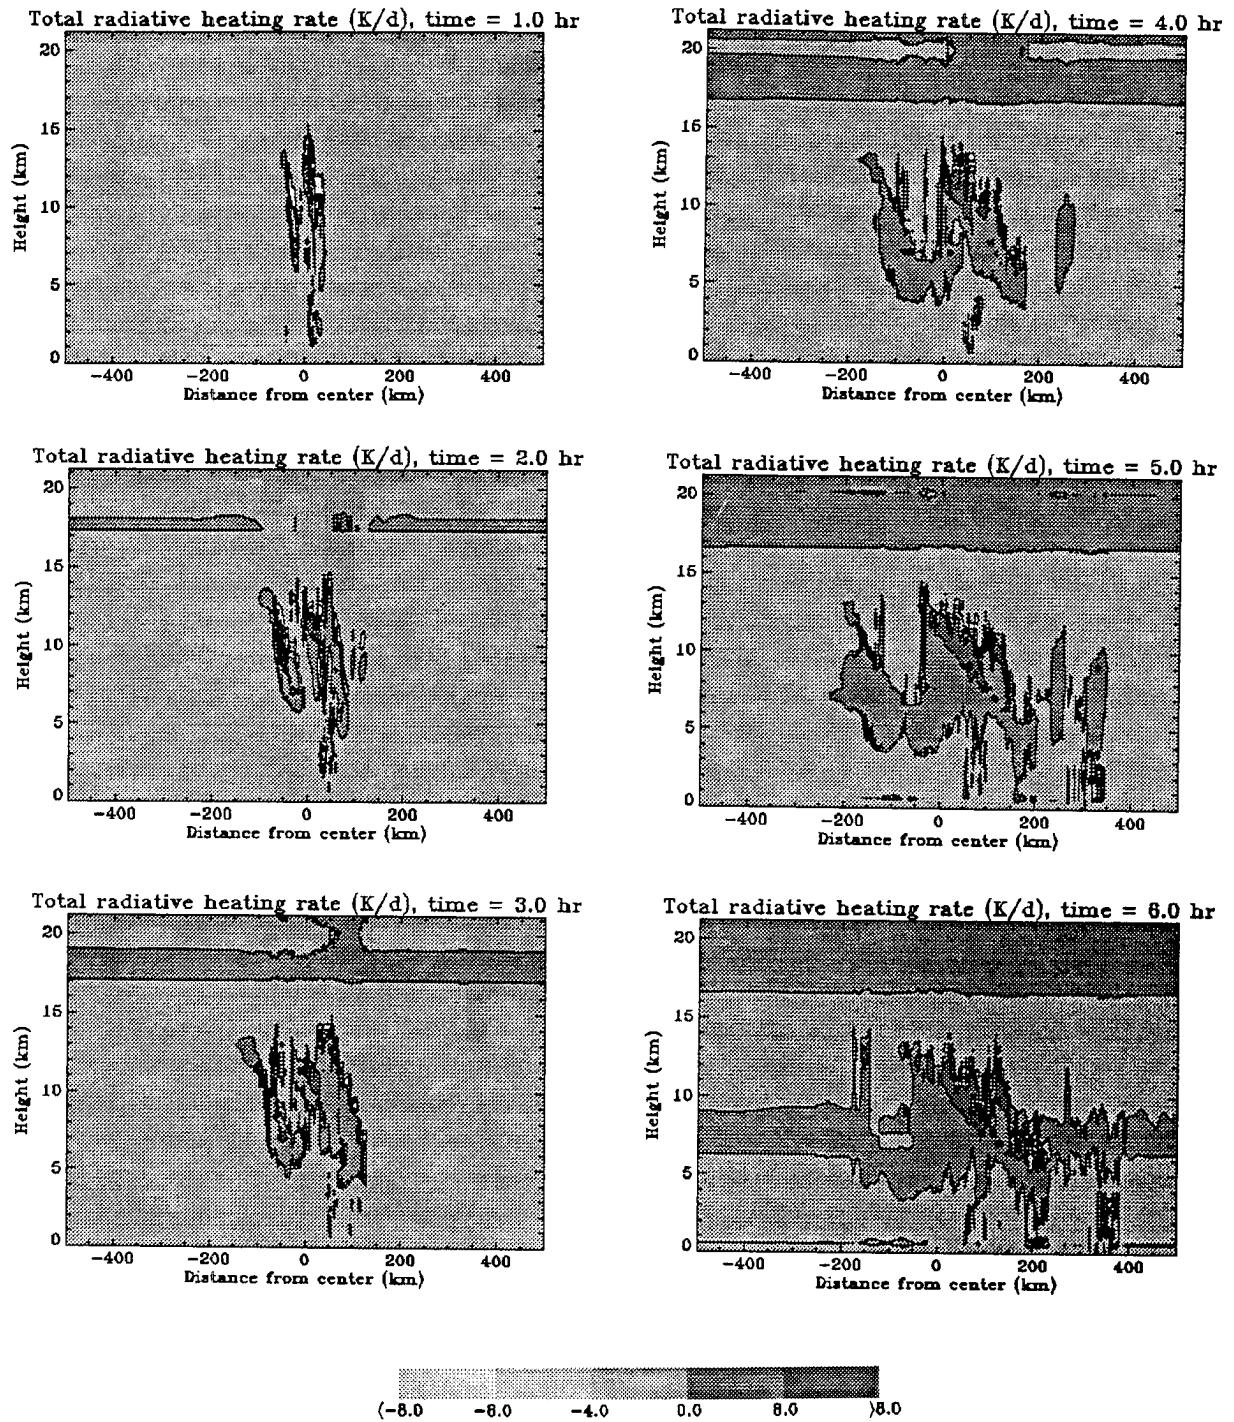 Total radiative heating rate (K/d), time = 1.0 hr
20
15
10
5
0
Height (km)
-400 -200 0 200 400
Distance from center (km)
Total radiative heating rate (K/d), time = 2.0 hr
20
15
10
5
0
Height (km)
-400 -200 0 200 400
Distance from center (km)
Total radiative heating rate (K/d), time = 3.0 hr
20
15
10
5
0
Height (km)
-400 -200 0 200 400
Distance from center (km)
Total radiative heating rate (K/d), time = 4.0 hr
20
15
10
5
0
Height (km)
-400 -200 0 200 400
Distance from center (km)
Total radiative heating rate (K/d), time = 5.0 hr
20
15
10
5
0
Height (km)
-400 -200 0 200 400
Distance from center (km)
Total radiative heating rate (K/d), time = 6.0 hr
20
15
10
5
0
Height (km)
-400 -200 0 200 400
Distance from center (km)
⟨-8.0 -8.0 -4.0 0.0 8.0 ⟩8.0